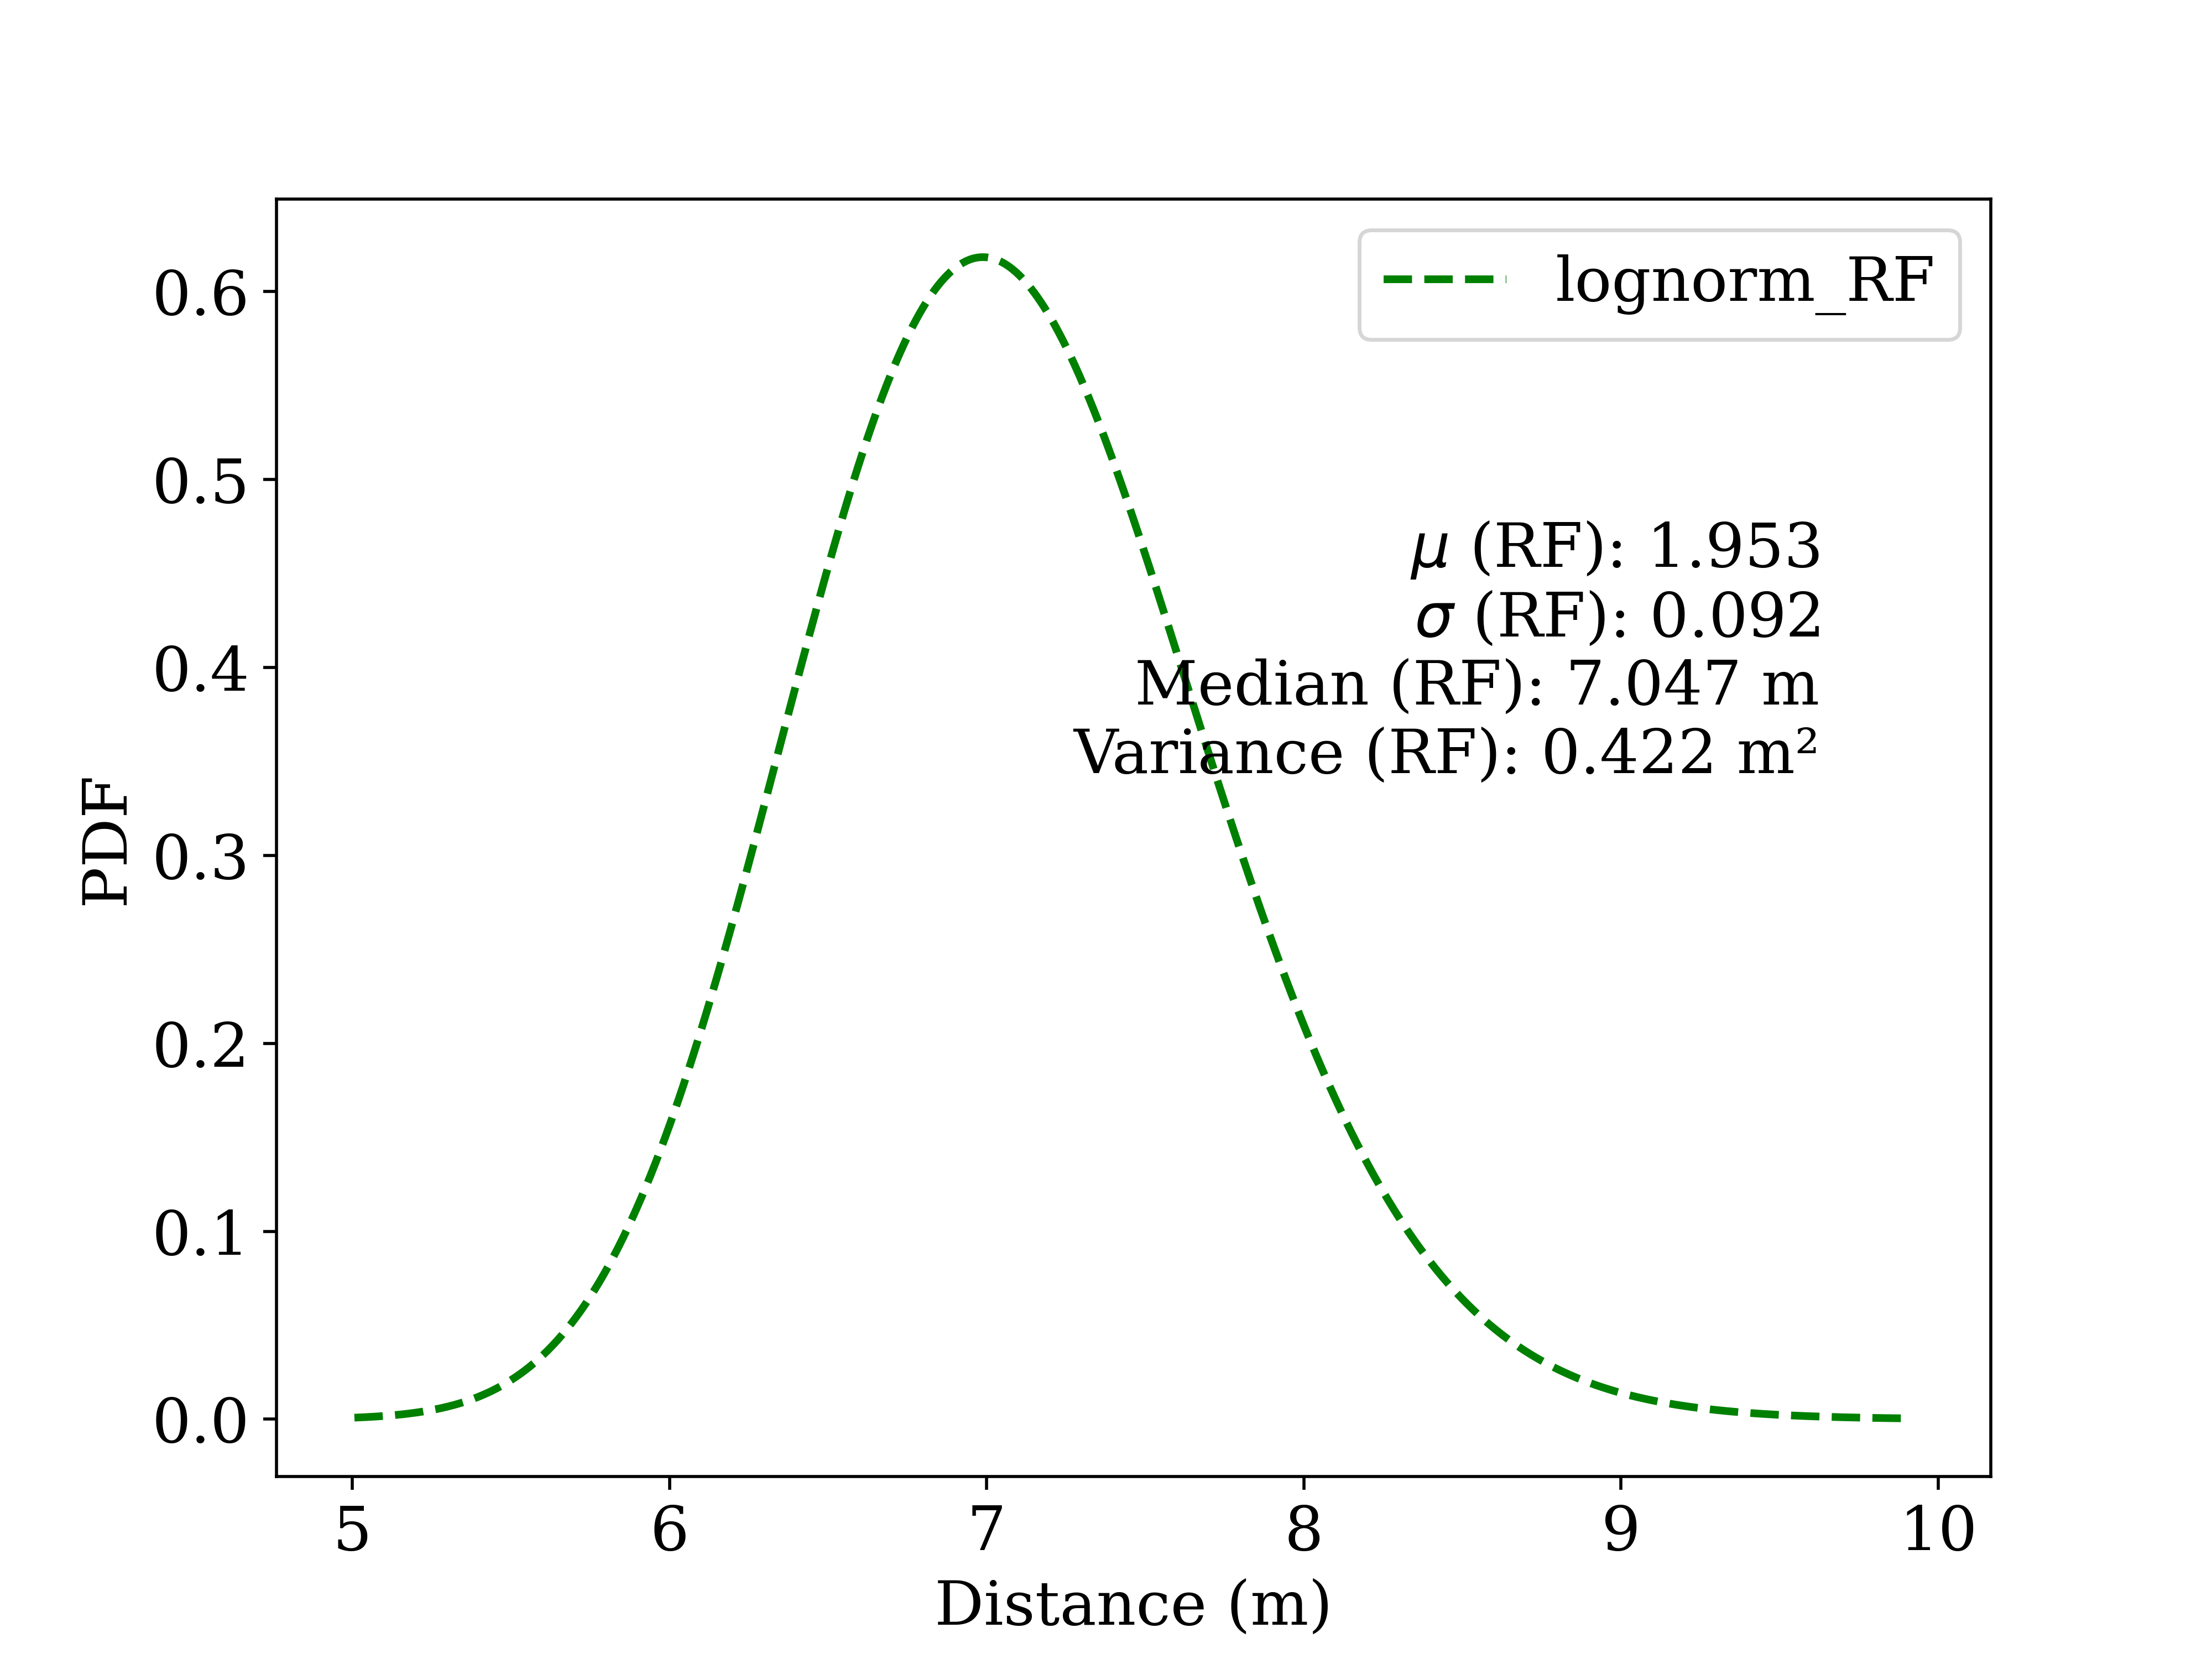 lognorm_RF
μ (RF): 1.953
σ (RF): 0.092
Median (RF): 7.047 m
Variance (RF): 0.422 m²
PDF
0.6
0.5
0.4
0.3
0.2
0.1
0.0
5 6 7 8 9 10
Distance (m)